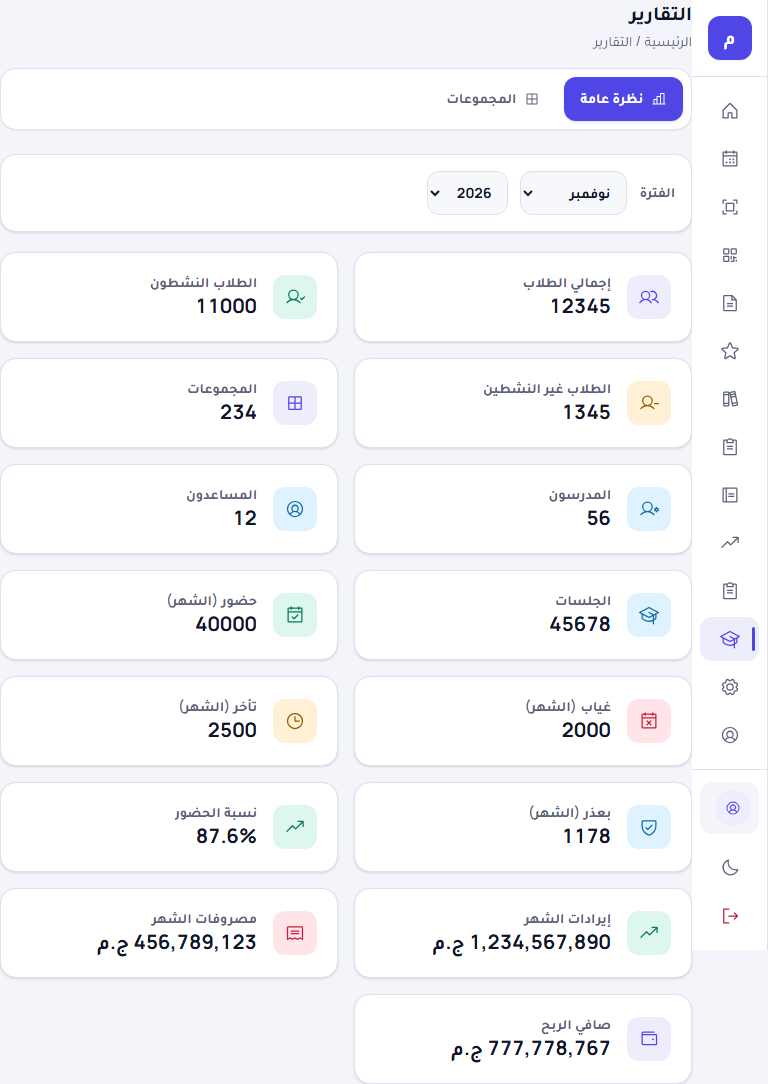 م
التقارير
الرئيسية / التقارير
نظرة عامة
المجموعات
الفترة
نوفمبر
2026
إجمالي الطلاب
12345
الطلاب النشطون
11000
الطلاب غير النشطين
1345
المجموعات
234
المدرسون
56
المساعدون
12
الجلسات
45678
حضور (الشهر)
40000
غياب (الشهر)
2000
تأخر (الشهر)
2500
بعذر (الشهر)
1178
نسبة الحضور
87.6%
إيرادات الشهر
1,234,567,890 ج.م
مصروفات الشهر
456,789,123 ج.م
صافي الربح
777,778,767 ج.م